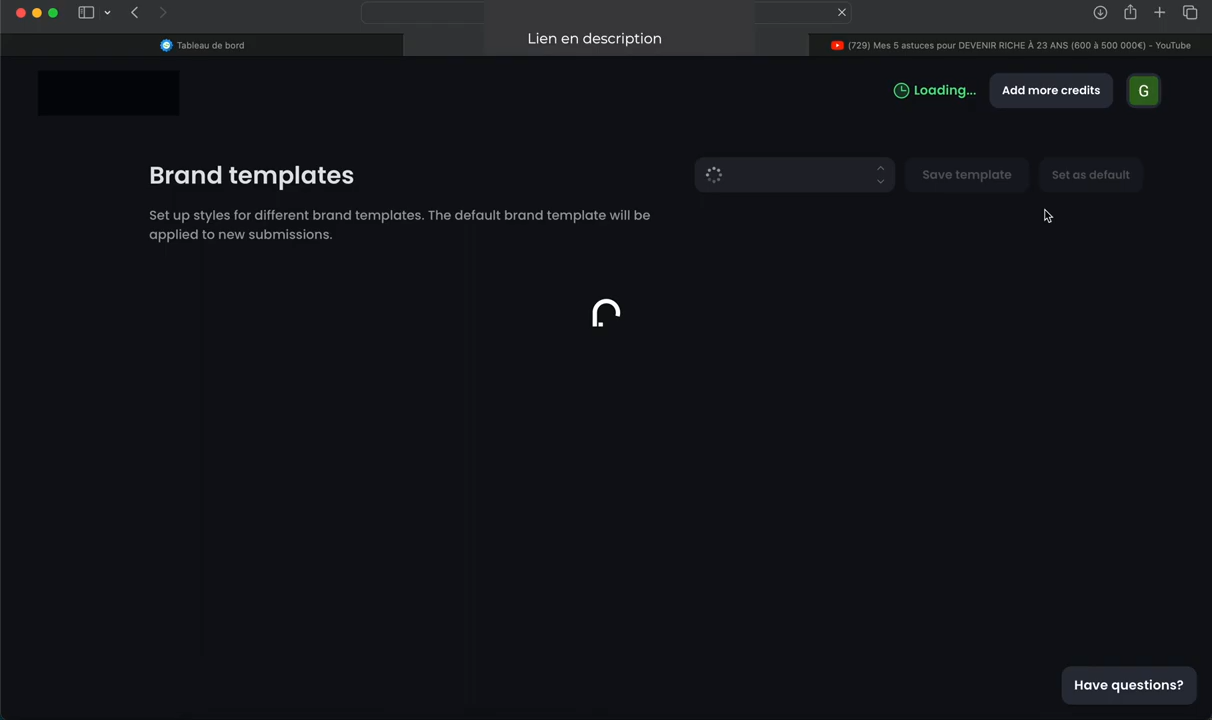 Lien en description
Tableau de bord
(729) Mes 5 astuces pour DEVENIR RICHE À 23 ANS (600 à 500 000€) - YouTube
Loading...
Add more credits
G
Brand templates
Save template
Set as default
Set up styles for different brand templates. The default brand template will be
applied to new submissions.
Have questions?